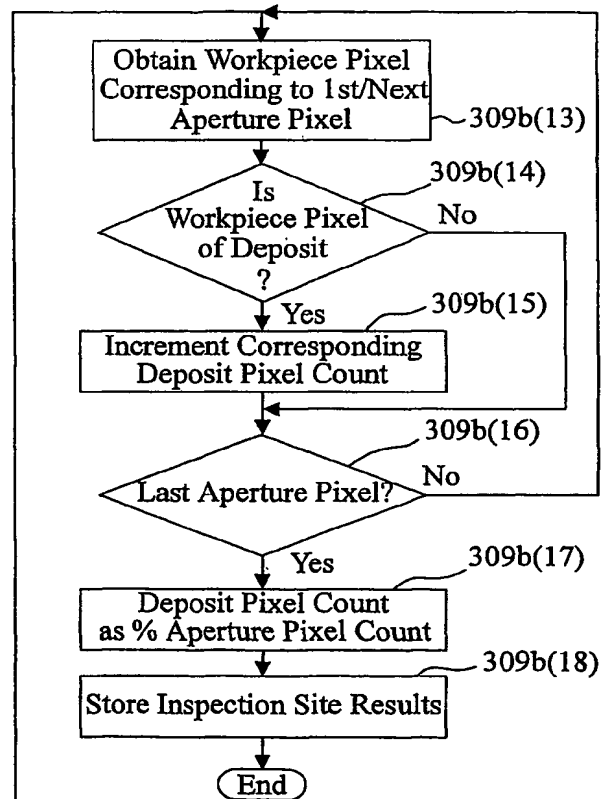 Obtain Workpiece Pixel
Corresponding to 1st/Next
Aperture Pixel
309b(13)
309b(14)
Is
Workpiece Pixel
of Deposit
?
No
Yes
309b(15)
Increment Corresponding
Deposit Pixel Count
309b(16)
Last Aperture Pixel?
No
Yes
309b(17)
Deposit Pixel Count
as % Aperture Pixel Count
309b(18)
Store Inspection Site Results
End